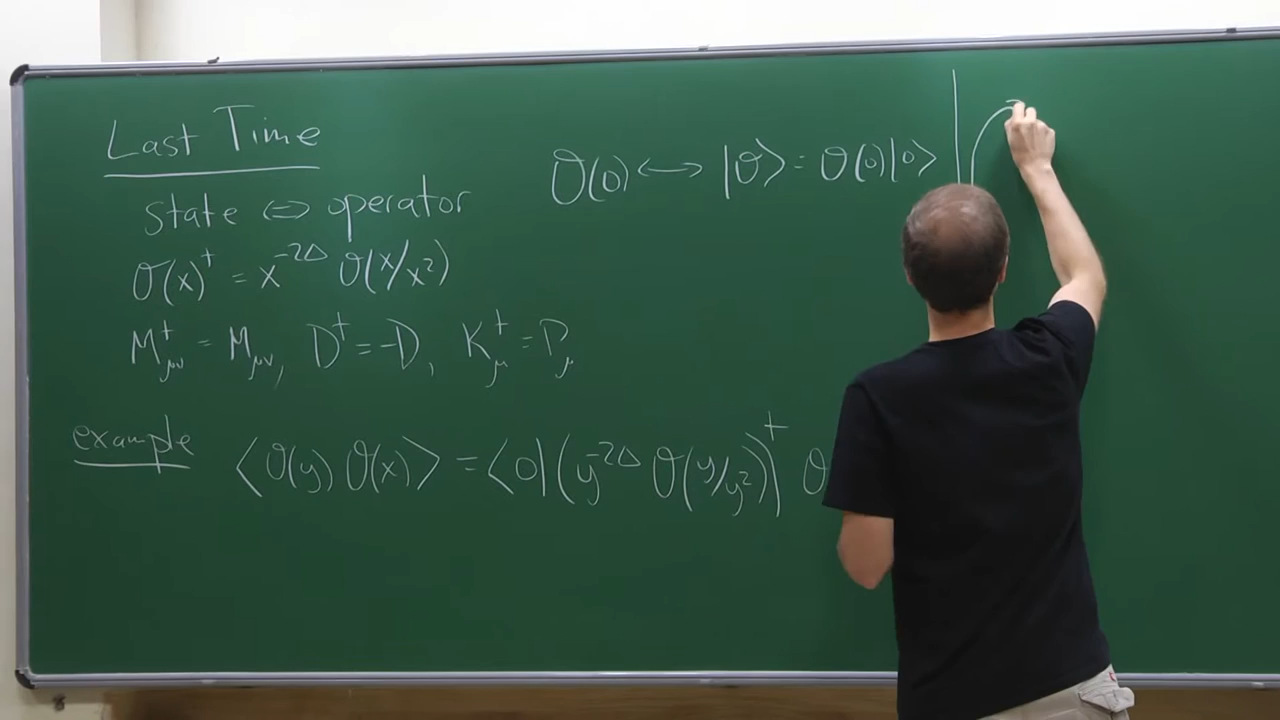 Last Time
state ⇔ operator
O(0) ⟷ |O⟩ = O(0)|0⟩
O(x)† = x^{-2Δ} O(x/x²)
M†_{μν} = M_{μν}, D† = -D, K†_μ = P_μ
example ⟨O(y) O(x)⟩ = ⟨0|(y^{-2Δ} O(y/y²))† O